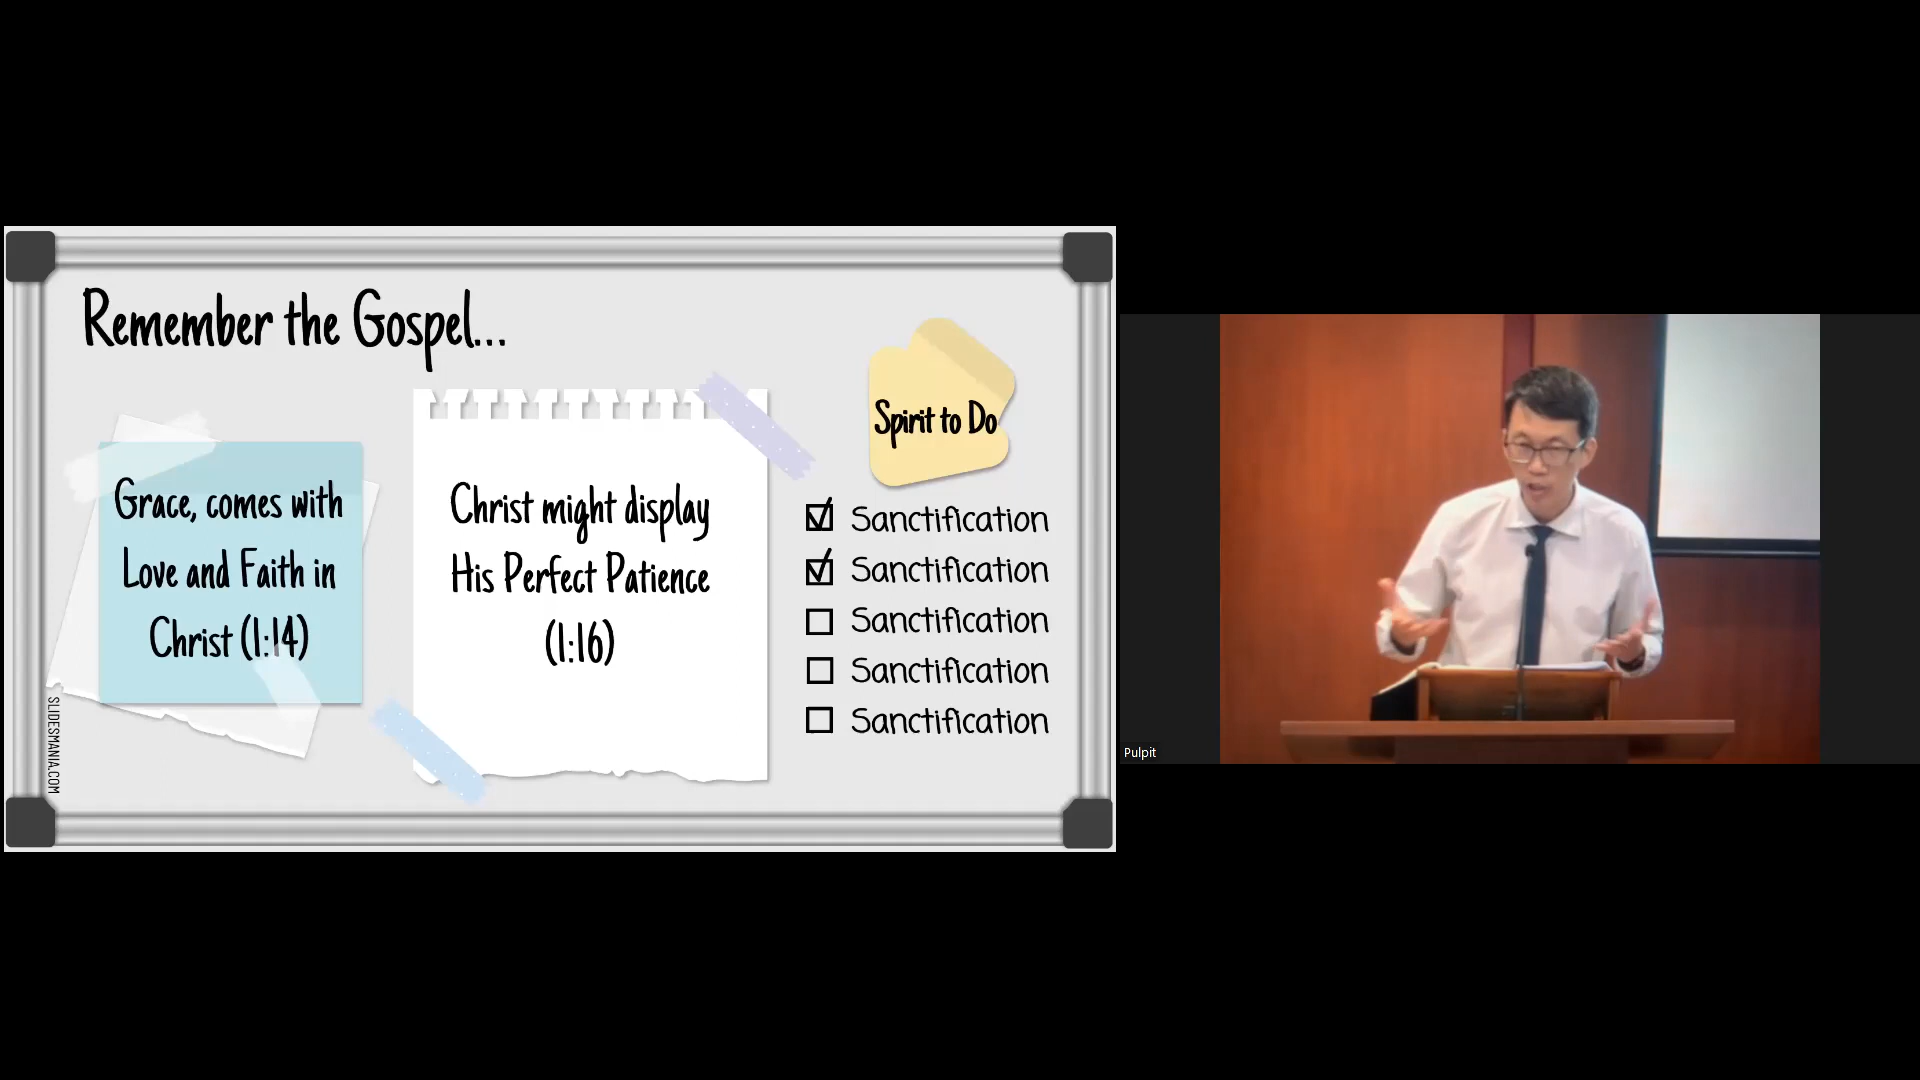 Remember the Gospel...
Grace, comes with
Love and Faith in
Christ (1:14)
Christ might display
His Perfect Patience
(1:16)
Spirit to Do
Sanctification
Sanctification
Sanctification
Sanctification
Sanctification
SLIDESMANIA.COM
Pulpit